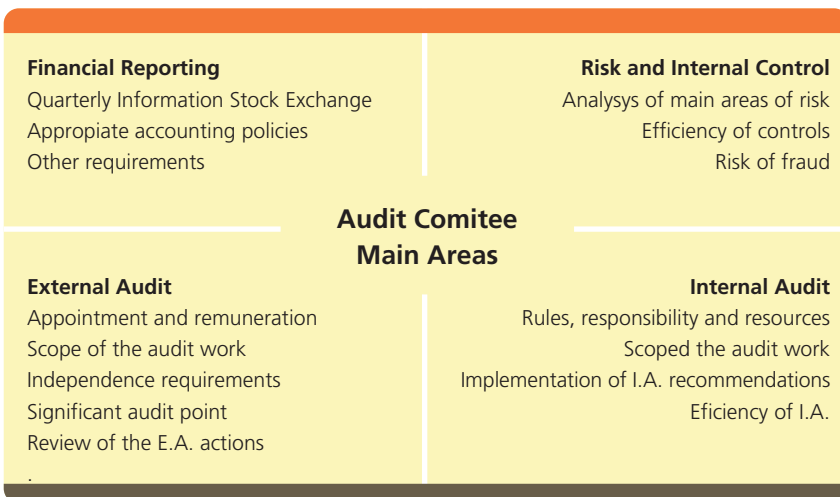 Financial Reporting
Quarterly Information Stock Exchange
Appropiate accounting policies
Other requirements
Risk and Internal Control
Analysys of main areas of risk
Efficiency of controls
Risk of fraud
Audit Comitee
Main Areas
External Audit
Appointment and remuneration
Scope of the audit work
Independence requirements
Significant audit point
Review of the E.A. actions
.
Internal Audit
Rules, responsibility and resources
Scoped the audit work
Implementation of I.A. recommendations
Eficiency of I.A.